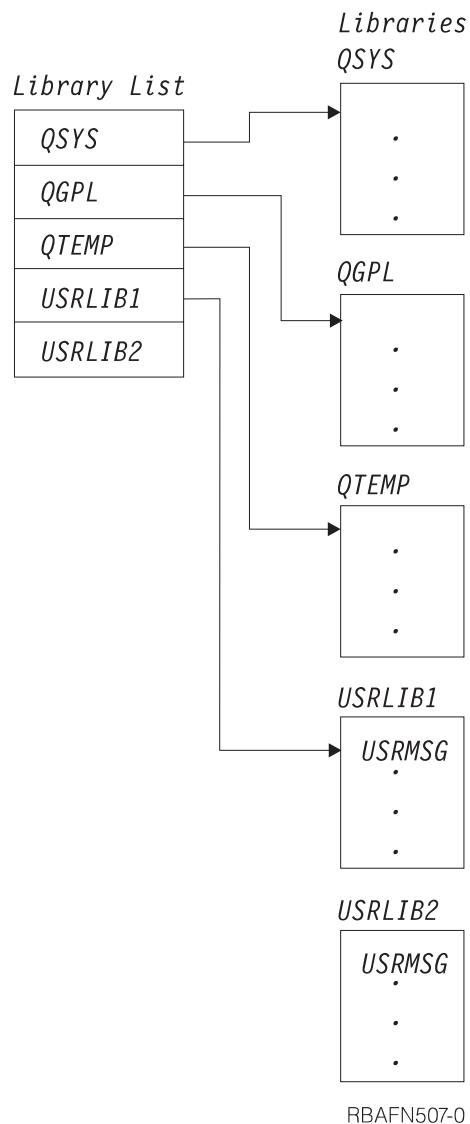 Library List
QSYS
QGPL
QTEMP
USRLIB1
USRLIB2
Libraries
QSYS
.
.
.
QGPL
.
.
.
QTEMP
.
.
.
USRLIB1
USRMSG
.
.
.
USRLIB2
USRMSG
.
.
.
RBAFN507-0